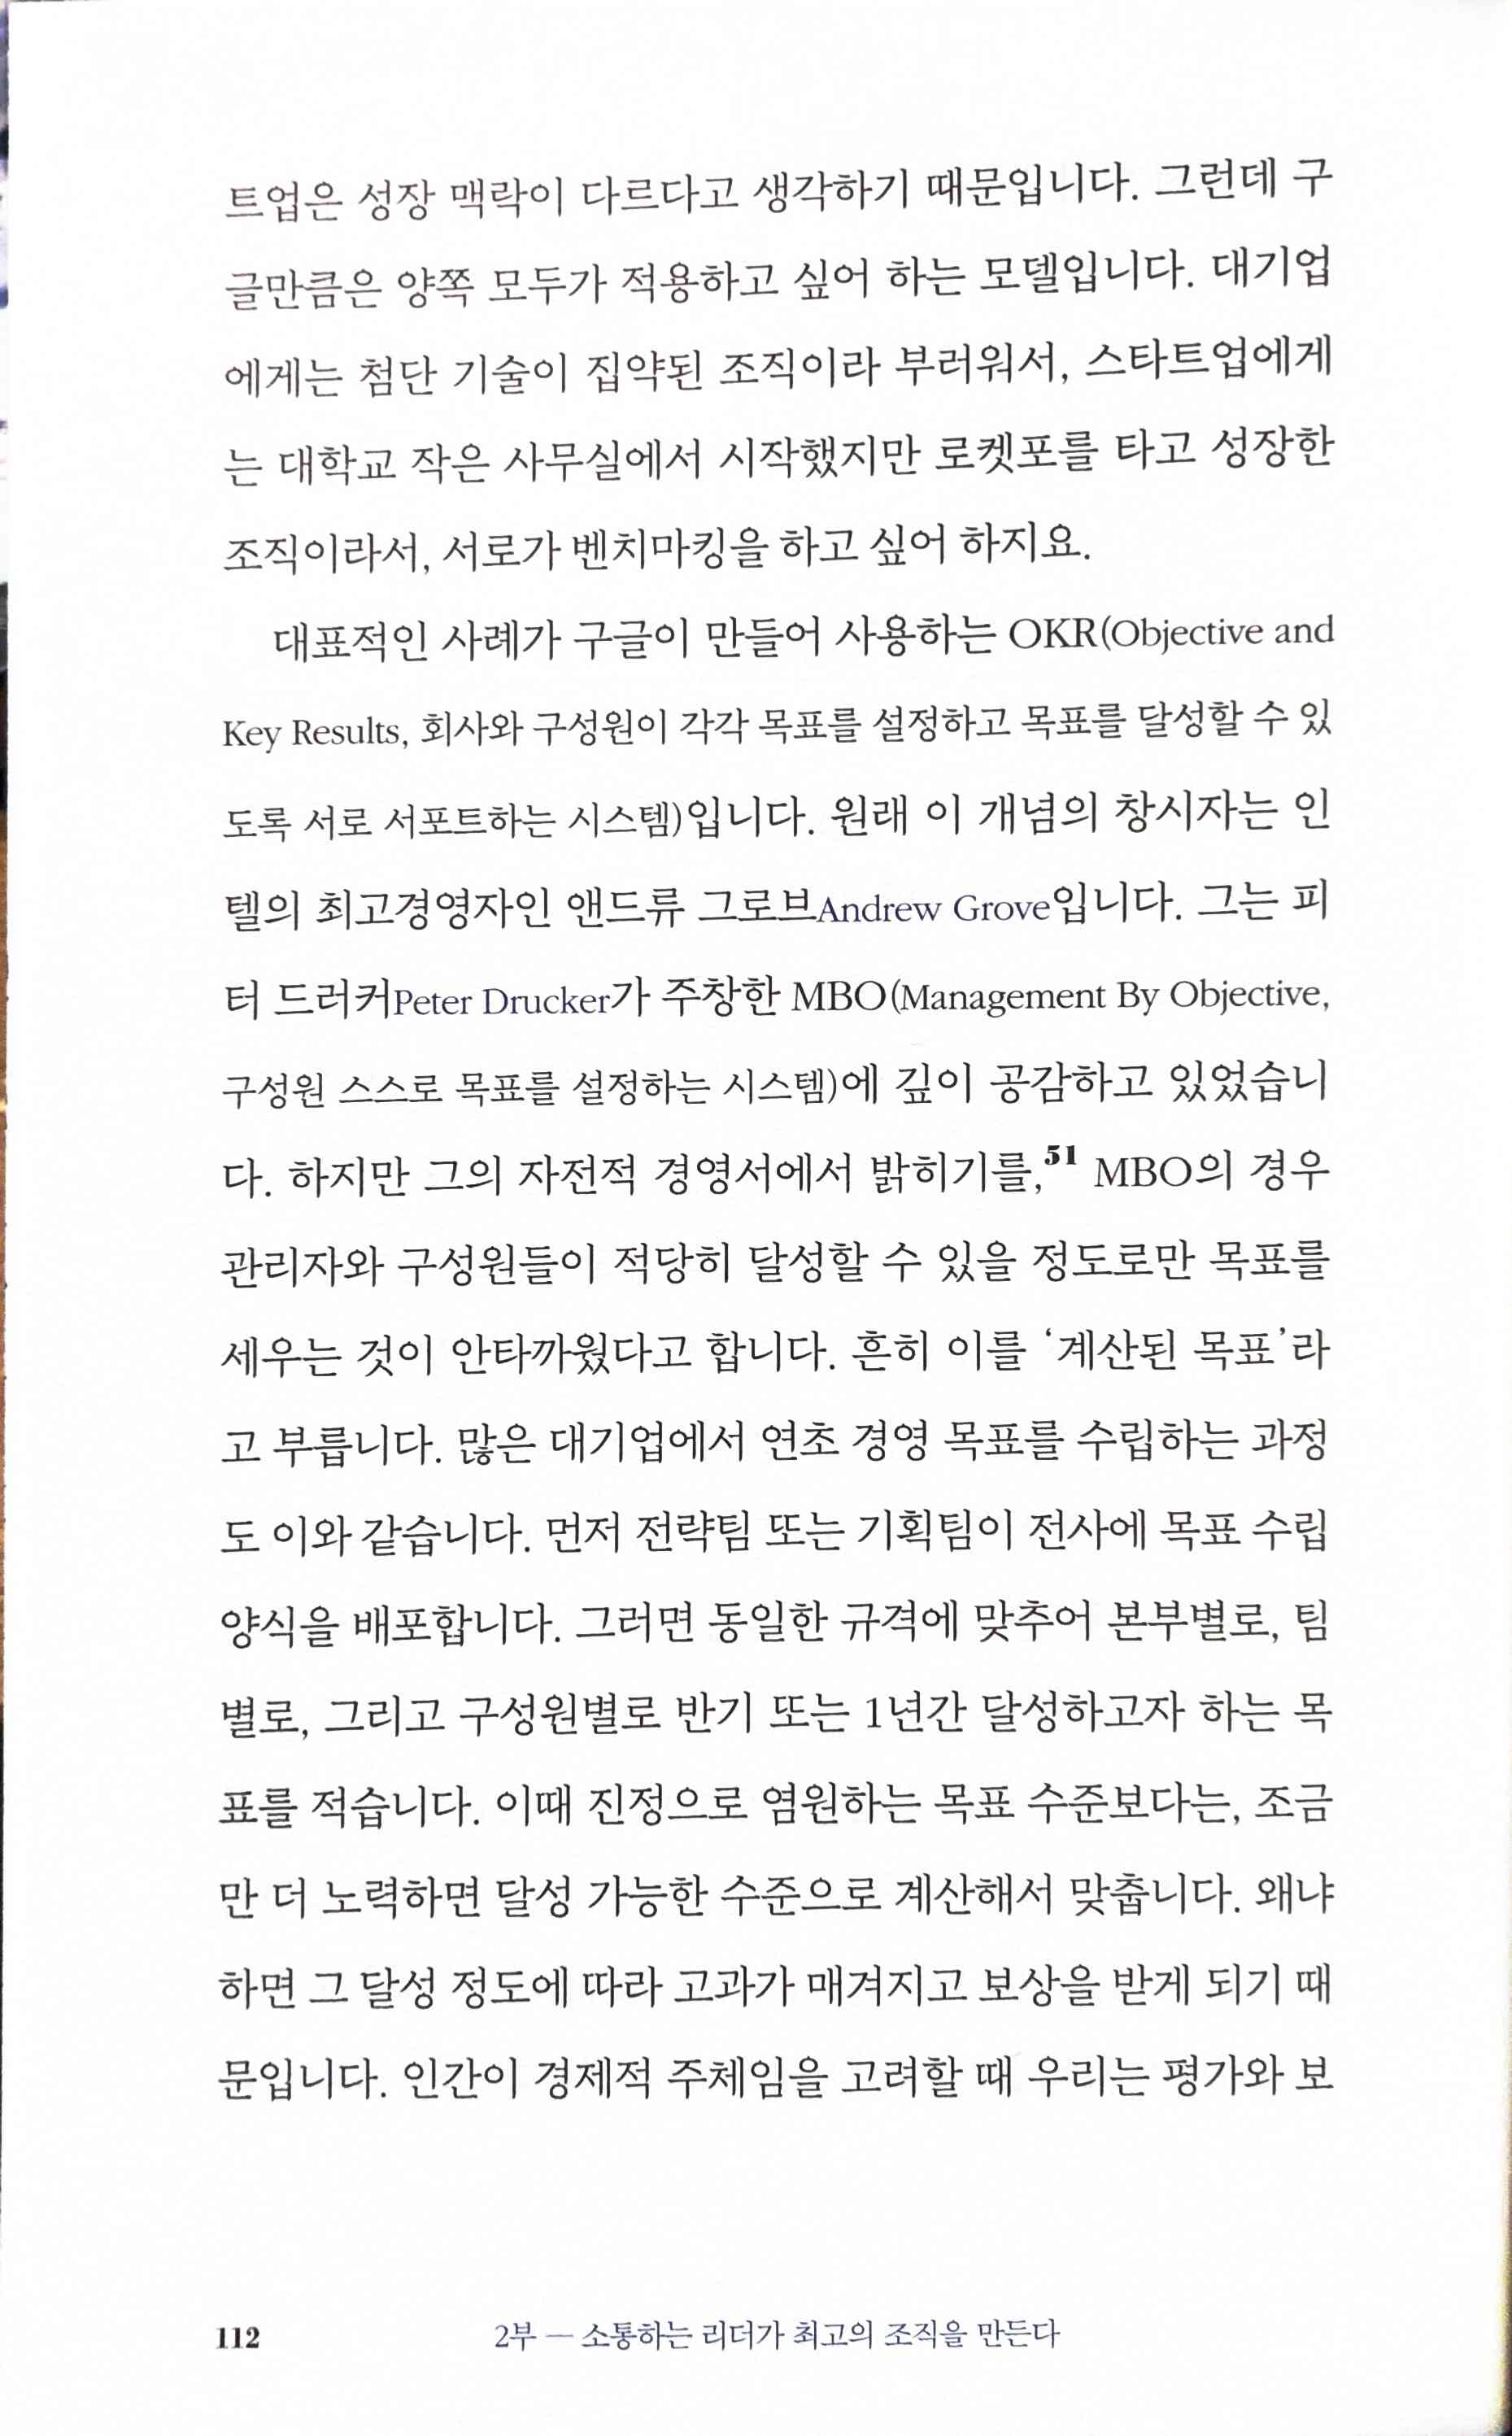 트업은 성장 맥락이 다르다고 생각하기 때문입니다. 그런데 구
글만큼은 양쪽 모두가 적용하고 싶어 하는 모델입니다. 대기업
에게는 첨단 기술이 집약된 조직이라 부러워서, 스타트업에게
는 대학교 작은 사무실에서 시작했지만 로켓포를 타고 성장한
조직이라서, 서로가 벤치마킹을 하고 싶어 하지요.
대표적인 사례가 구글이 만들어 사용하는 OKR(Objective and
Key Results, 회사와 구성원이 각각 목표를 설정하고 목표를 달성할 수 있
도록 서로 서포트하는 시스템)입니다. 원래 이 개념의 창시자는 인
텔의 최고경영자인 앤드류 그로브Andrew Grove입니다. 그는 피
터 드러커Peter Drucker가 주창한 MBO(Management By Objective,
구성원 스스로 목표를 설정하는 시스템)에 깊이 공감하고 있었습니
다. 하지만 그의 자전적 경영서에서 밝히기를,51 MBO의 경우
관리자와 구성원들이 적당히 달성할 수 있을 정도로만 목표를
세우는 것이 안타까웠다고 합니다. 흔히 이를 ‘계산된 목표’라
고 부릅니다. 많은 대기업에서 연초 경영 목표를 수립하는 과정
도 이와 같습니다. 먼저 전략팀 또는 기획팀이 전사에 목표 수립
양식을 배포합니다. 그러면 동일한 규격에 맞추어 본부별로, 팀
별로, 그리고 구성원별로 반기 또는 1년간 달성하고자 하는 목
표를 적습니다. 이때 진정으로 염원하는 목표 수준보다는, 조금
만 더 노력하면 달성 가능한 수준으로 계산해서 맞춥니다. 왜냐
하면 그 달성 정도에 따라 고과가 매겨지고 보상을 받게 되기 때
문입니다. 인간이 경제적 주체임을 고려할 때 우리는 평가와 보
112 2부 — 소통하는 리더가 최고의 조직을 만든다